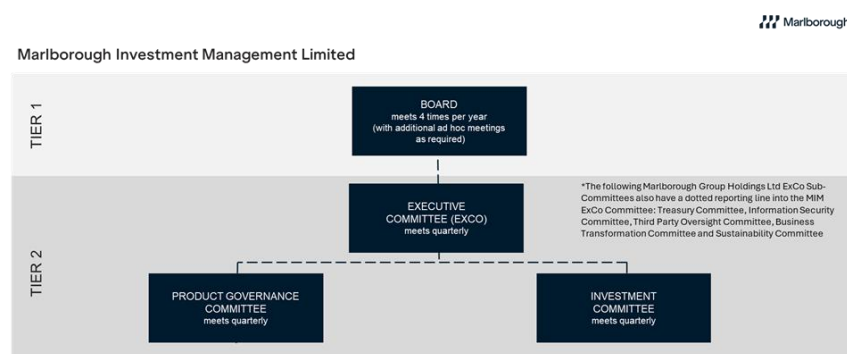 Marlborough
Marlborough Investment Management Limited
TIER 1
BOARD
meets 4 times per year
(with additional ad hoc meetings
as required)
TIER 2
EXECUTIVE
COMMITTEE (EXCO)
meets quarterly
*The following Marlborough Group Holdings Ltd ExCo Sub-
Committees also have a dotted reporting line into the MIM
ExCo Committee: Treasury Committee, Information Security
Committee, Third Party Oversight Committee, Business
Transformation Committee and Sustainability Committee
PRODUCT GOVERNANCE
COMMITTEE
meets quarterly
INVESTMENT
COMMITTEE
meets quarterly